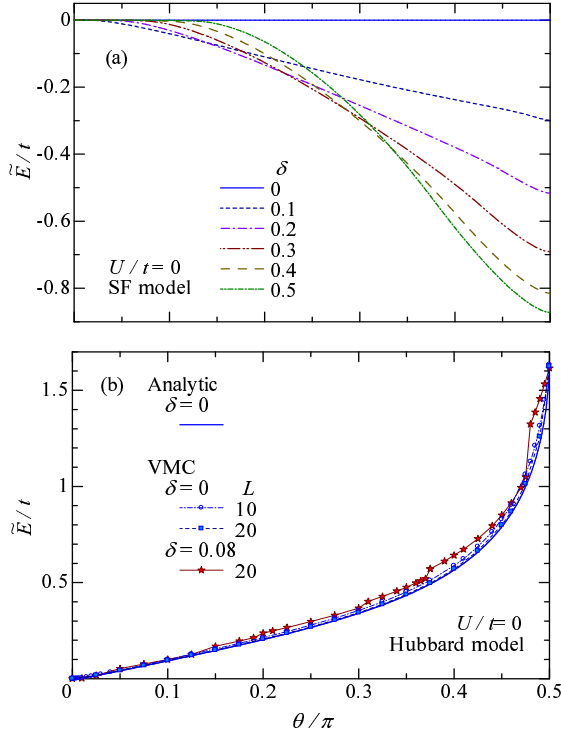 0
(a)
-0.2
Ẽ / t
-0.4
δ
0
0.1
-0.6
0.2
0.3
U / t = 0
0.4
-0.8
SF model
0.5
(b)
Analytic
1.5
δ = 0
VMC
δ = 0
L
Ẽ / t
1
10
20
δ = 0.08
20
0.5
U / t = 0
Hubbard model
0
0
0.1
0.2
0.3
0.4
0.5
θ / π